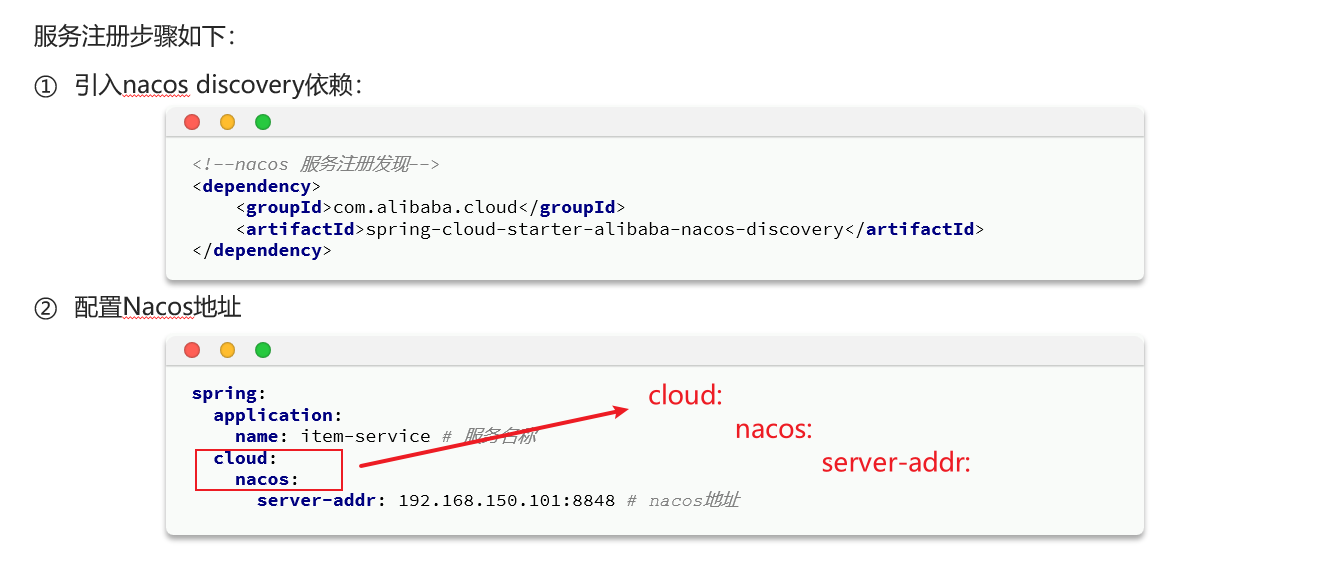 服务注册步骤如下：
① 引入nacos discovery依赖：
<!--nacos 服务注册发现-->
<dependency>
    <groupId>com.alibaba.cloud</groupId>
    <artifactId>spring-cloud-starter-alibaba-nacos-discovery</artifactId>
</dependency>
② 配置Nacos地址
spring:
  application:
    name: item-service # 服务名称
  cloud:
    nacos:
      server-addr: 192.168.150.101:8848 # nacos地址
cloud:
nacos:
server-addr: